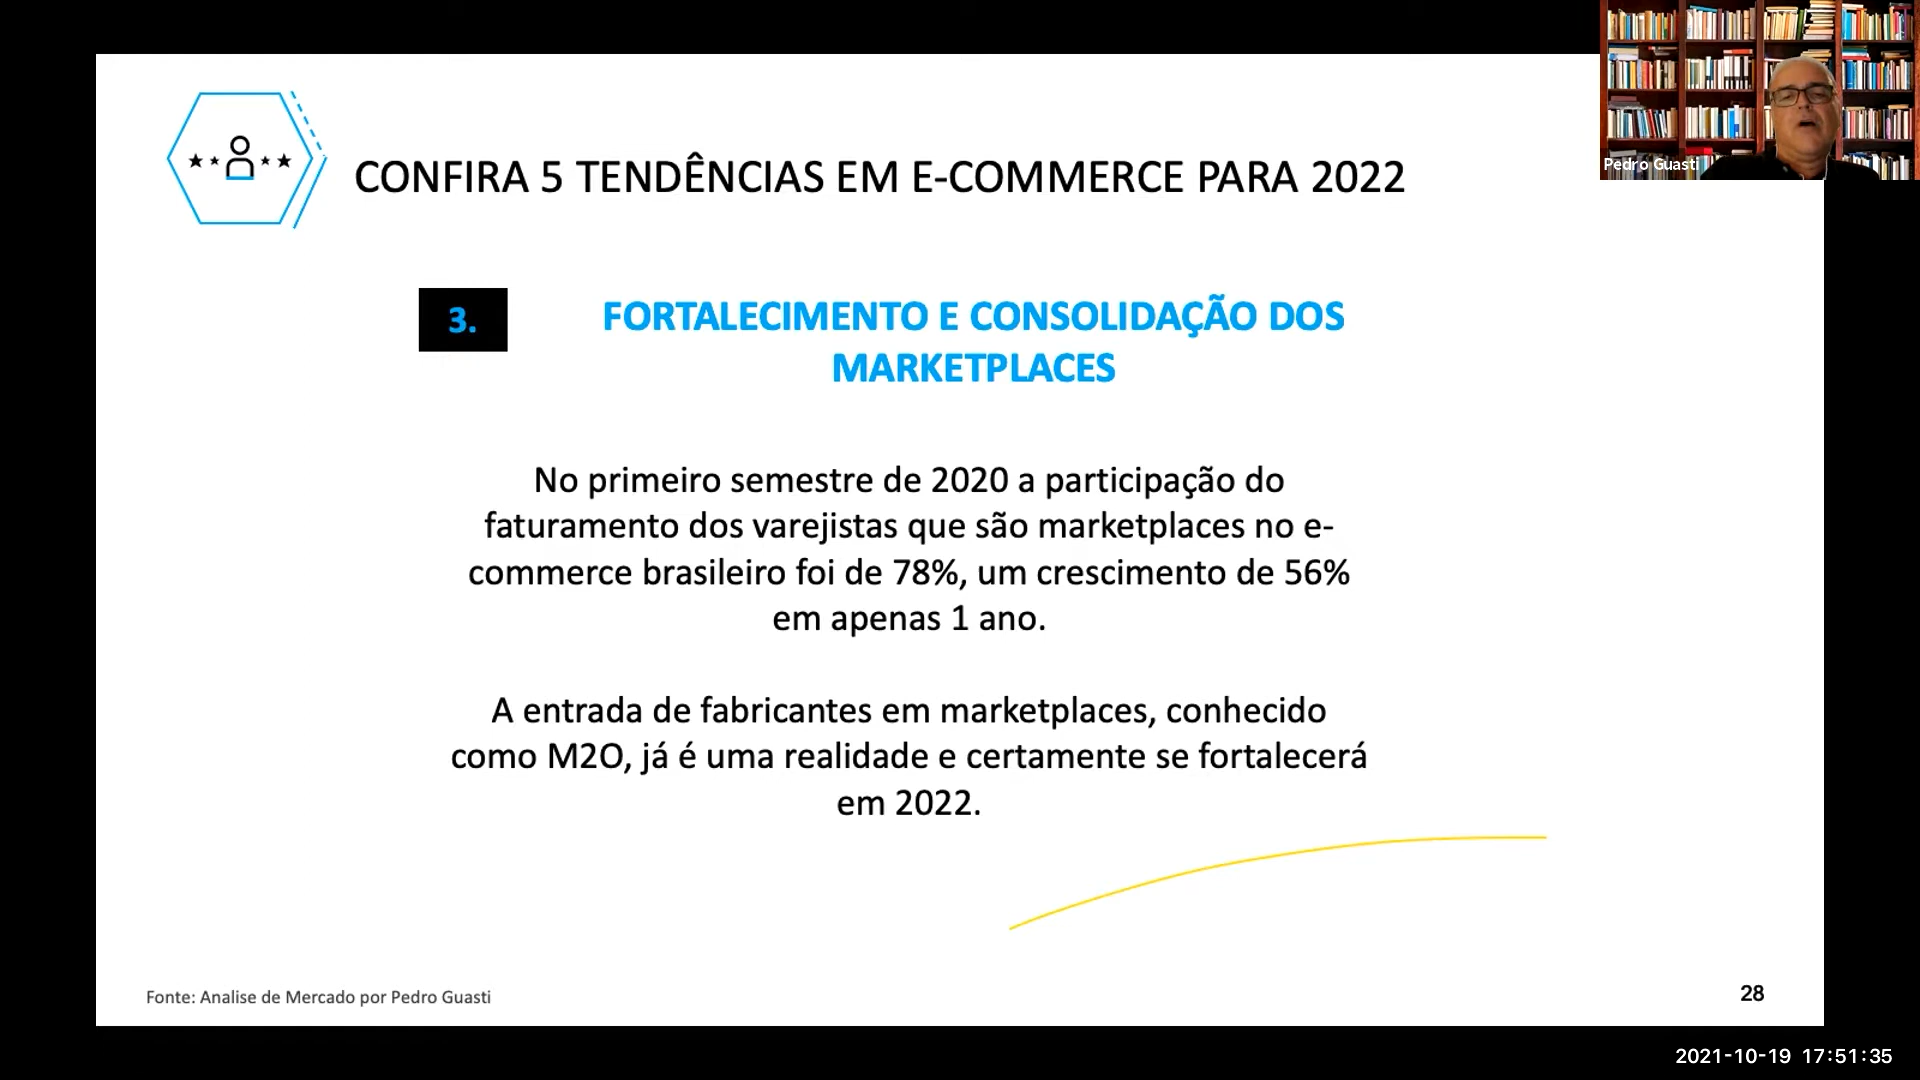 Pedro Guasti
CONFIRA 5 TENDÊNCIAS EM E-COMMERCE PARA 2022
3.
FORTALECIMENTO E CONSOLIDAÇÃO DOS
MARKETPLACES
No primeiro semestre de 2020 a participação do
faturamento dos varejistas que são marketplaces no e-
commerce brasileiro foi de 78%, um crescimento de 56%
em apenas 1 ano.
A entrada de fabricantes em marketplaces, conhecido
como M2O, já é uma realidade e certamente se fortalecerá
em 2022.
Fonte: Analise de Mercado por Pedro Guasti
28
2021-10-19 17:51:35